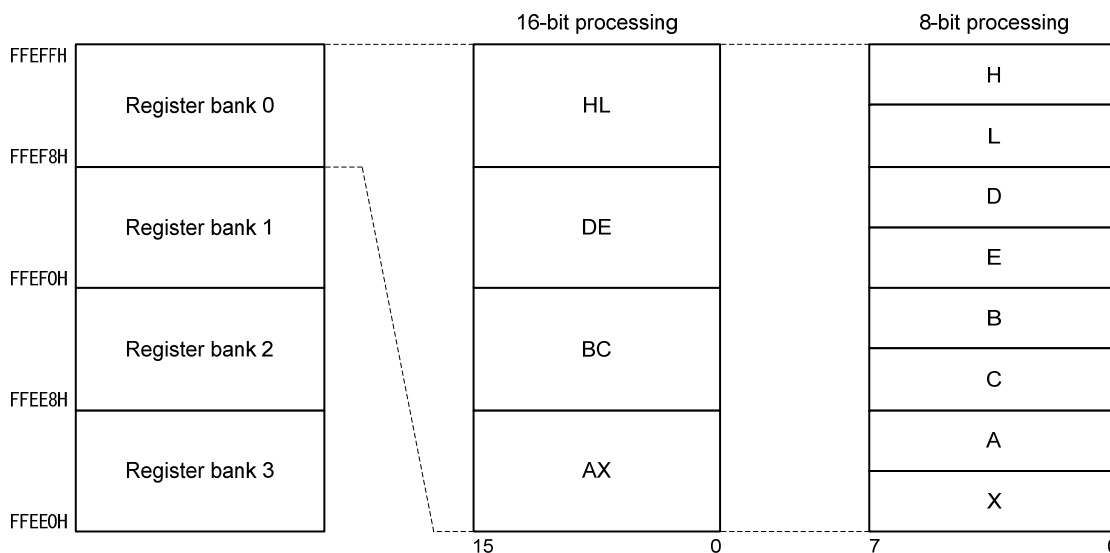 16-bit processing
8-bit processing
FFEFFH
Register bank 0
HL
H
L
FFEF8H
Register bank 1
DE
D
E
FFEF0H
Register bank 2
BC
B
C
FFEE8H
Register bank 3
AX
A
X
FFEE0H
15
0
7
0